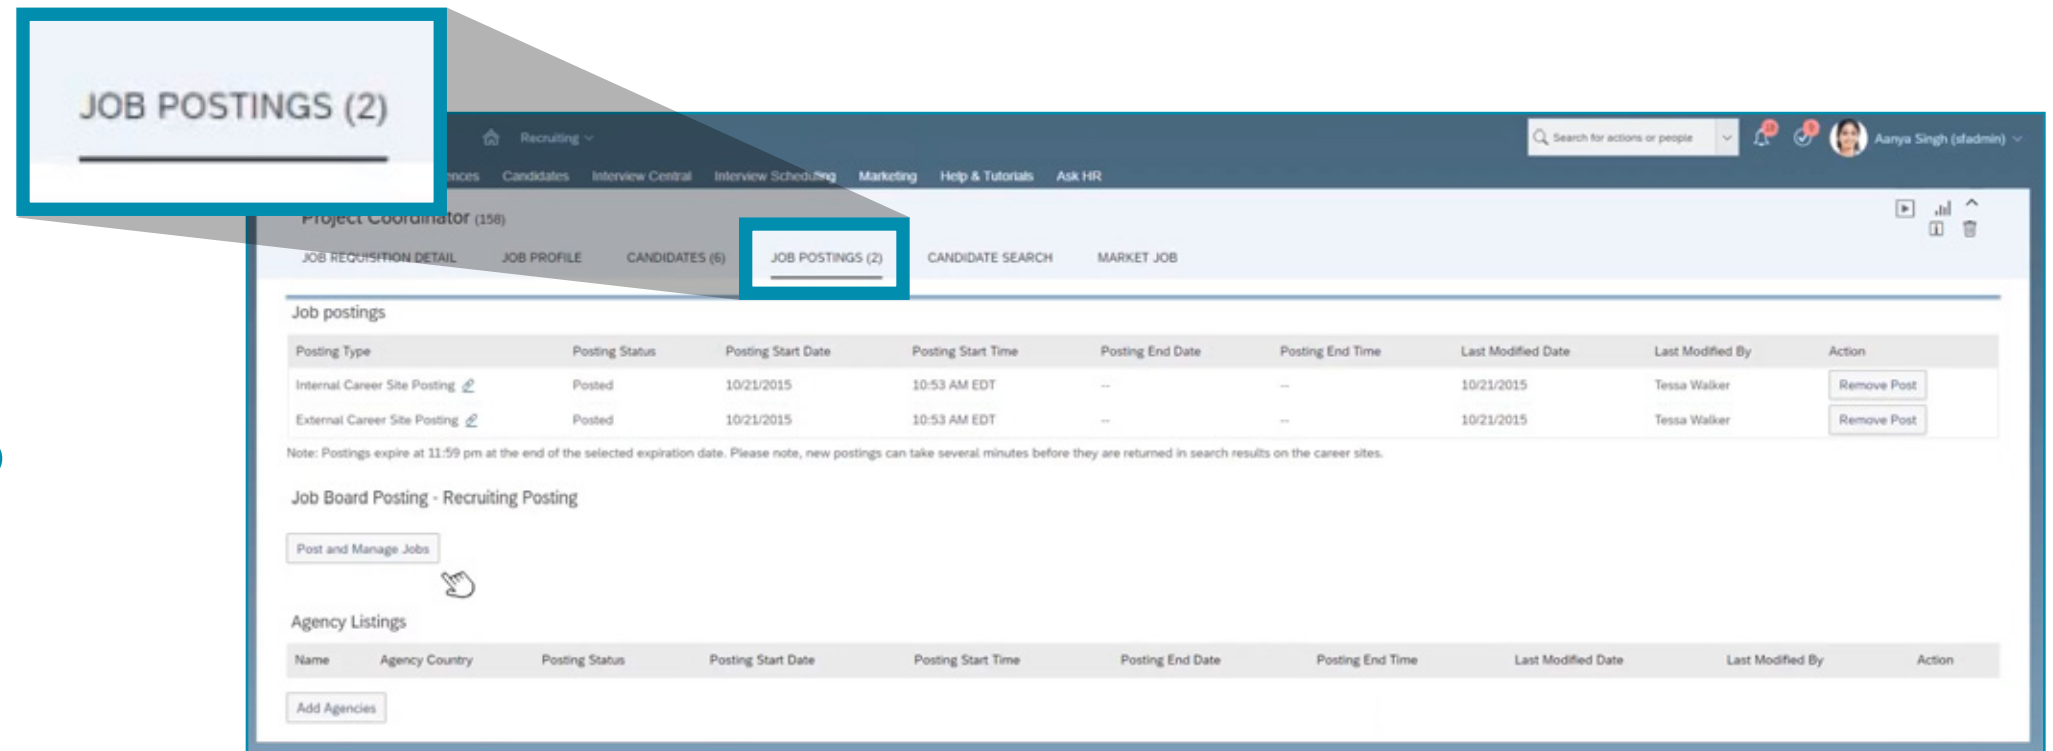 JOB POSTINGS (2)
Recruiting
Search for actions or people
Aanya Singh (sfadmin)
Candidates Interview Central Interview Scheduling Marketing Help & Tutorials Ask HR
Project Coordinator (158)
JOB REQUISITION DETAIL JOB PROFILE CANDIDATES (6) JOB POSTINGS (2) CANDIDATE SEARCH MARKET JOB
Job postings
Posting Type Posting Status Posting Start Date Posting Start Time Posting End Date Posting End Time Last Modified Date Last Modified By Action
Internal Career Site Posting Posted 10/21/2015 10:53 AM EDT -- -- 10/21/2015 Tessa Walker Remove Post
External Career Site Posting Posted 10/21/2015 10:53 AM EDT -- -- 10/21/2015 Tessa Walker Remove Post
Note: Postings expire at 11:59 pm at the end of the selected expiration date. Please note, new postings can take several minutes before they are returned in search results on the career sites.
Job Board Posting - Recruiting Posting
Post and Manage Jobs
Agency Listings
Name Agency Country Posting Status Posting Start Date Posting Start Time Posting End Date Posting End Time Last Modified Date Last Modified By Action
Add Agencies